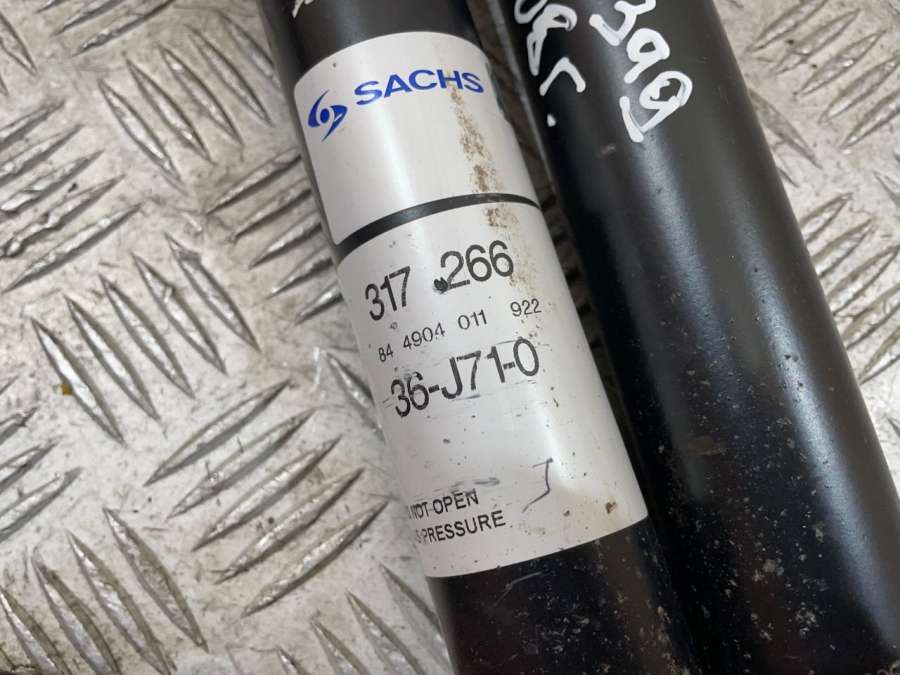 SACHS
317 266
84 4904 011 922
36-J71-0
NOT OPEN
PRESSURE